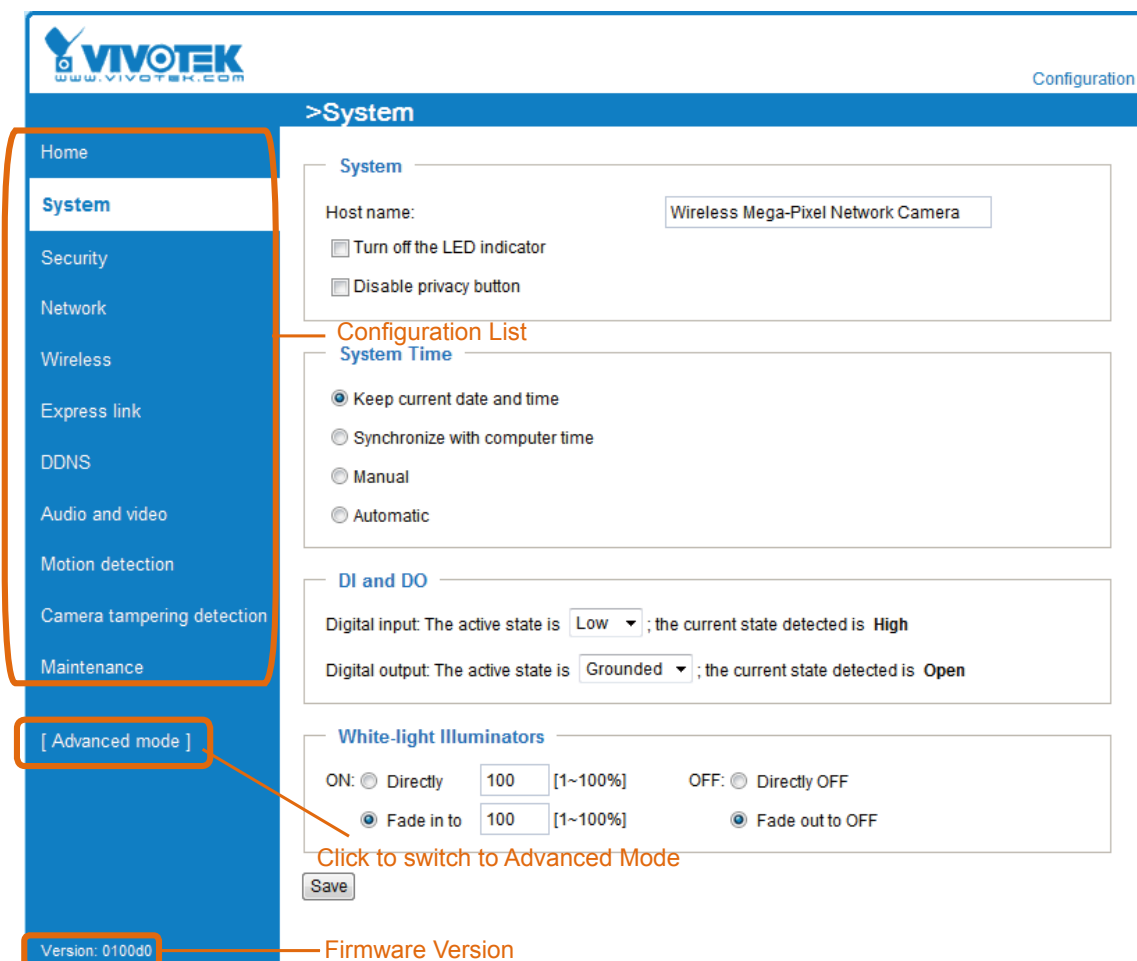 VIVOTEK
www.vivotek.com
Configuration
>System
Home
System
Security
Network
Wireless
Express link
DDNS
Audio and video
Motion detection
Camera tampering detection
Maintenance
[ Advanced mode ]
Version: 0100d0
System
Host name: Wireless Mega-Pixel Network Camera
Turn off the LED indicator
Disable privacy button
Configuration List
System Time
Keep current date and time
Synchronize with computer time
Manual
Automatic
DI and DO
Digital input: The active state is Low ; the current state detected is High
Digital output: The active state is Grounded ; the current state detected is Open
White-light Illuminators
ON: Directly 100 [1~100%] OFF: Directly OFF
Fade in to 100 [1~100%] Fade out to OFF
Click to switch to Advanced Mode
Save
Firmware Version